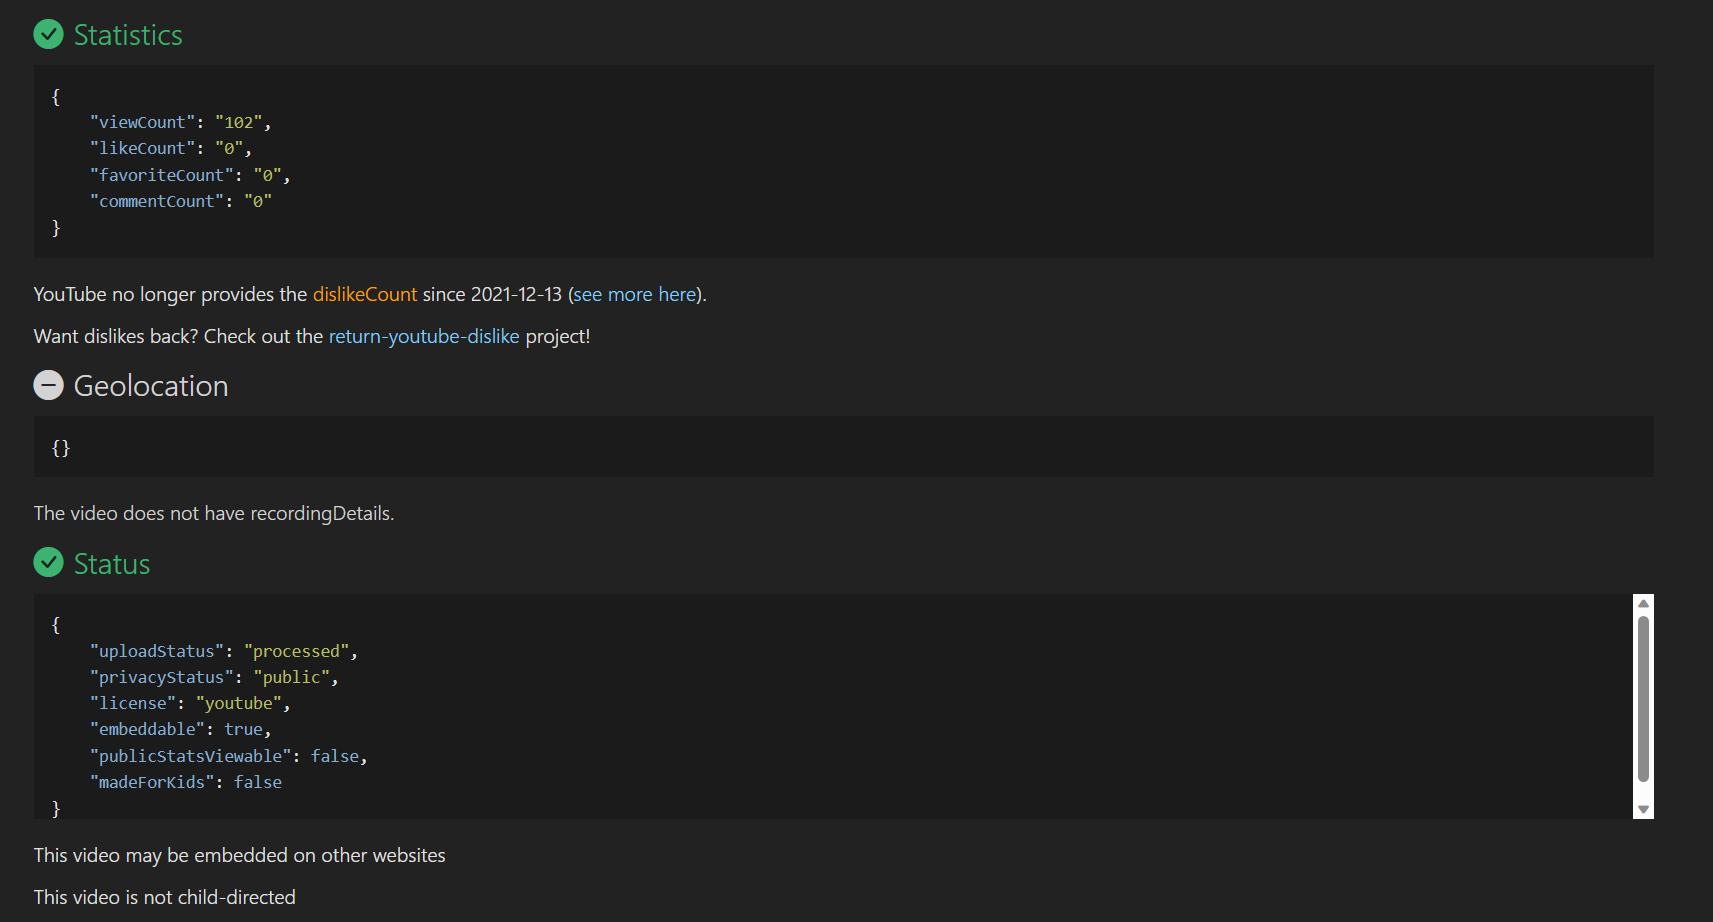 Statistics
{
    "viewCount": "102",
    "likeCount": "0",
    "favoriteCount": "0",
    "commentCount": "0"
}
YouTube no longer provides the dislikeCount since 2021-12-13 (see more here).
Want dislikes back? Check out the return-youtube-dislike project!
Geolocation
{}
The video does not have recordingDetails.
Status
{
    "uploadStatus": "processed",
    "privacyStatus": "public",
    "license": "youtube",
    "embeddable": true,
    "publicStatsViewable": false,
    "madeForKids": false
}
This video may be embedded on other websites
This video is not child-directed